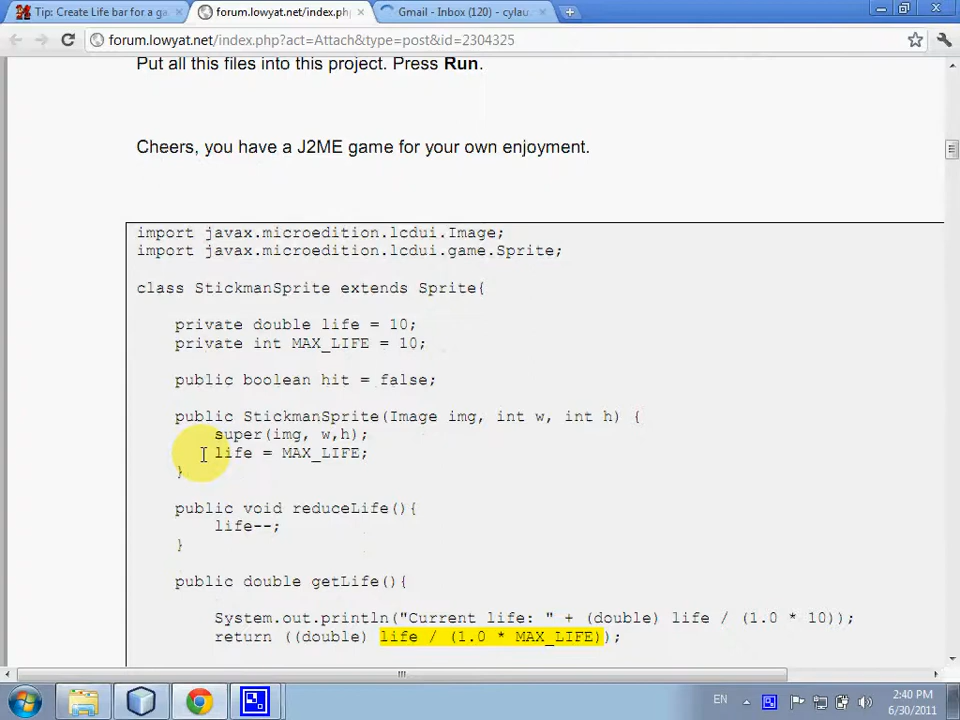 Tip: Create Life bar for a ga
forum.lowyat.net/index.ph
Gmail - Inbox (120) - cylau
forum.lowyat.net/index.php?act=Attach&type=post&id=2304325
Put all this files into this project. Press Run.
Cheers, you have a J2ME game for your own enjoyment.
import javax.microedition.lcdui.Image;
import javax.microedition.lcdui.game.Sprite;
class StickmanSprite extends Sprite{
private double life = 10;
private int MAX_LIFE = 10;
public boolean hit = false;
public StickmanSprite(Image img, int w, int h) {
super(img, w,h);
life = MAX_LIFE;
}
public void reduceLife(){
life--;
}
public double getLife(){
System.out.println("Current life: " + (double) life / (1.0 * 10));
return ((double) life / (1.0 * MAX_LIFE));
EN
2:40 PM
6/30/2011